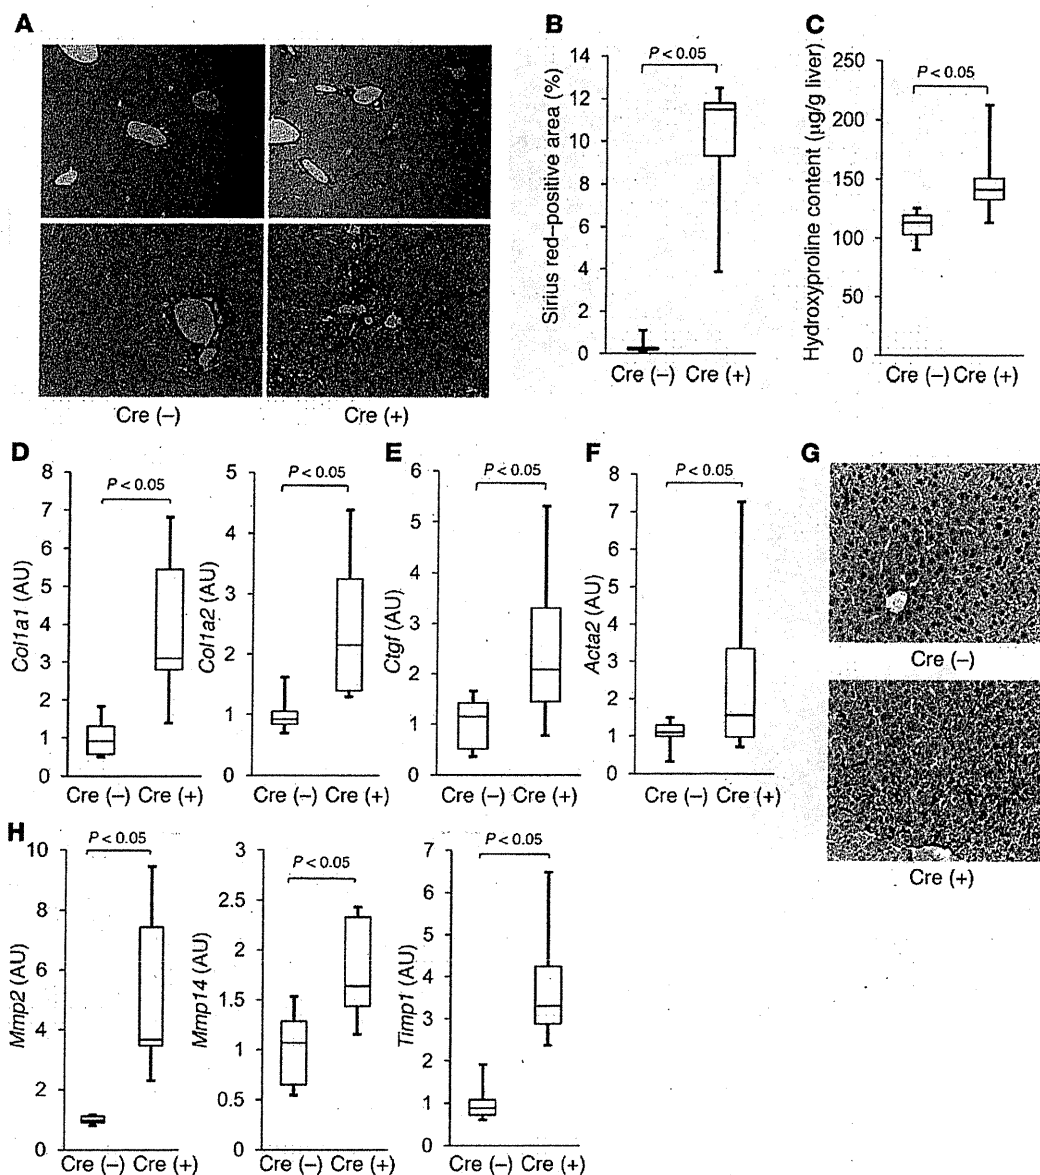 A
Cre (–)
Cre (+)
B
Sirius red–positive area (%)
14
12
10
8
6
4
2
0
P < 0.05
Cre (–) Cre (+)
C
Hydroxyproline content (μg/g liver)
250
200
150
100
50
0
P < 0.05
Cre (–) Cre (+)
D
Col1a1 (AU)
8
7
6
5
4
3
2
1
0
P < 0.05
Cre (–) Cre (+)
Col1a2 (AU)
5
4
3
2
1
0
P < 0.05
Cre (–) Cre (+)
E
Ctgf (AU)
6
5
4
3
2
1
0
P < 0.05
Cre (–) Cre (+)
F
Acta2 (AU)
8
7
6
5
4
3
2
1
0
P < 0.05
Cre (–) Cre (+)
G
Cre (–)
Cre (+)
H
Mmp2 (AU)
10
8
6
4
2
0
P < 0.05
Cre (–) Cre (+)
Mmp14 (AU)
3
2.5
2
1.5
1
0.5
0
P < 0.05
Cre (–) Cre (+)
Timp1 (AU)
7
6
5
4
3
2
1
0
P < 0.05
Cre (–) Cre (+)